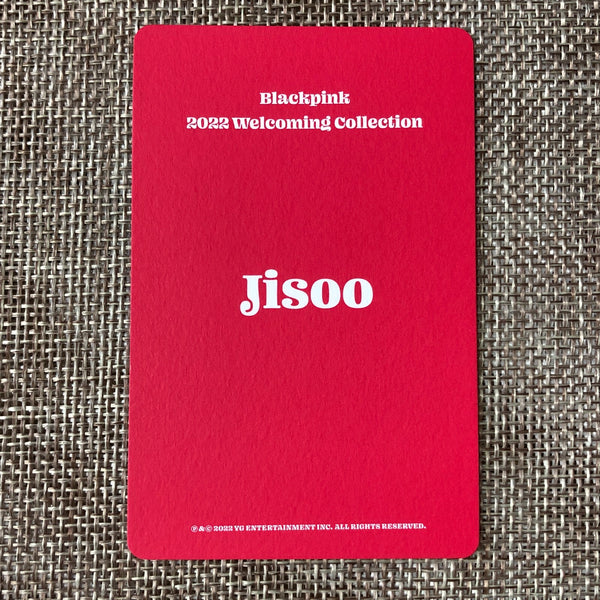 Blackpink
2022 Welcoming Collection
Jisoo
℗ & © 2022 YG ENTERTAINMENT INC. ALL RIGHTS RESERVED.